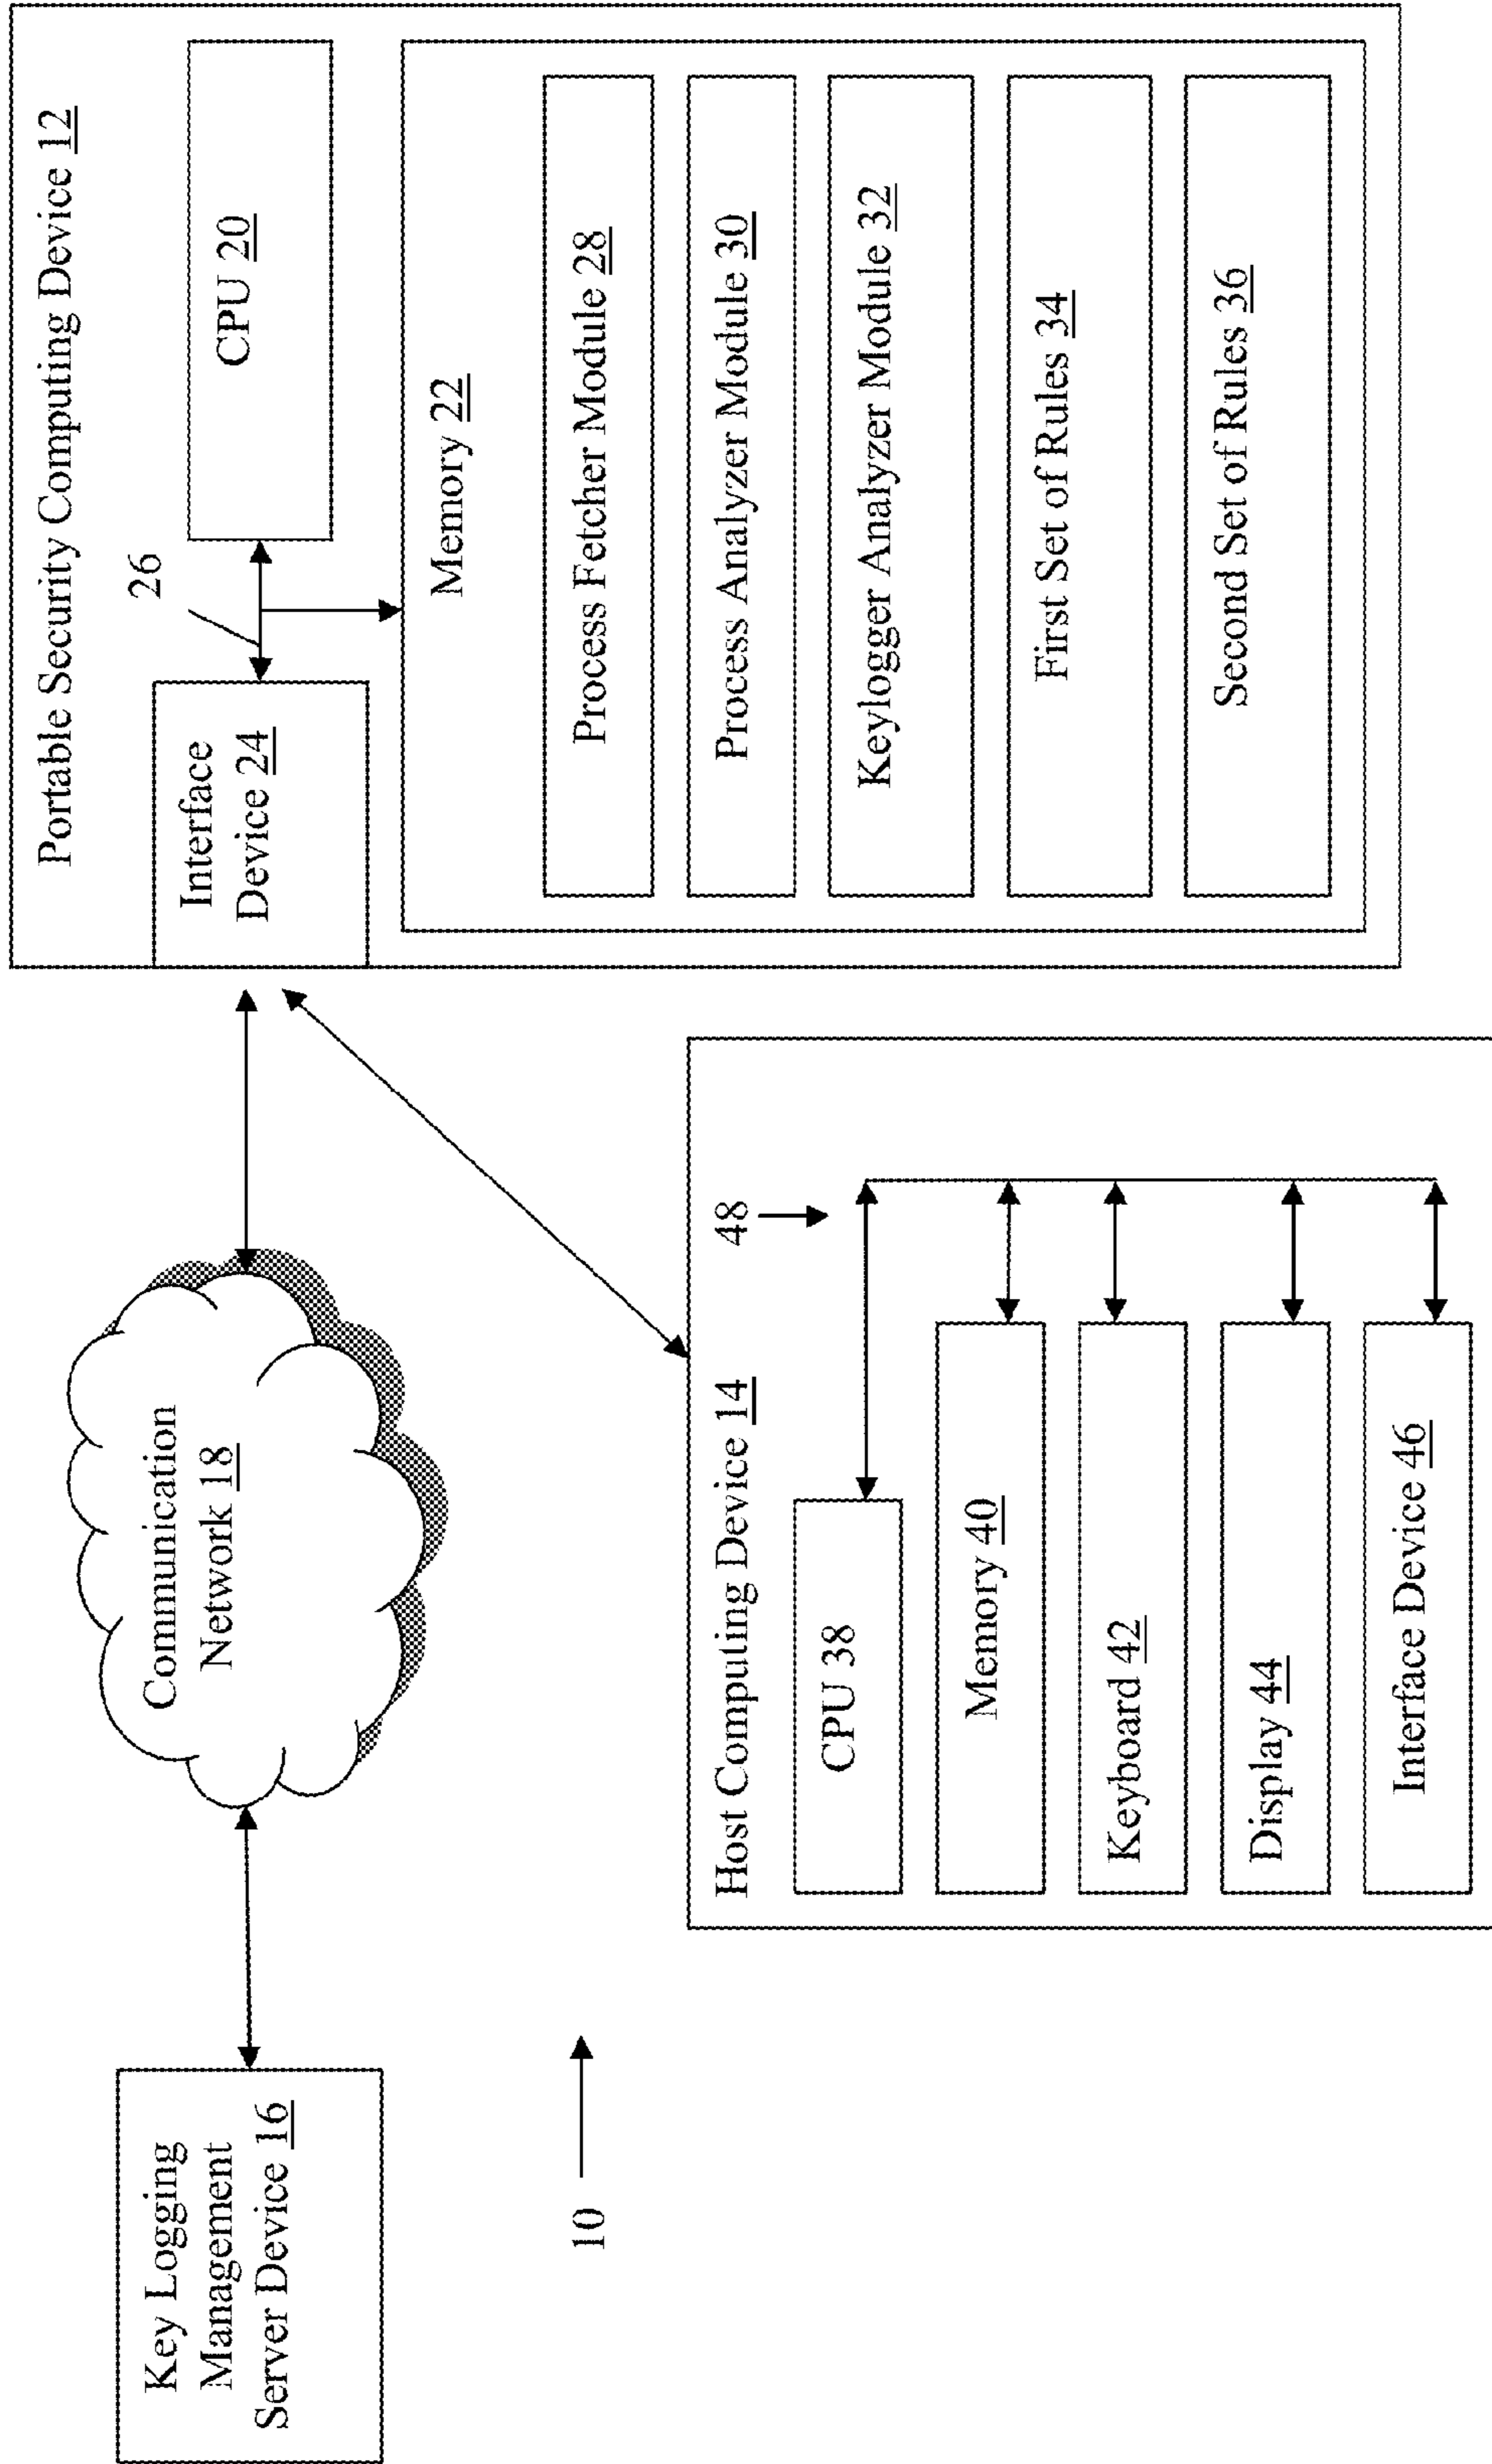 Key Logging
Management
Server Device 16
Communication
Network 18
10
Portable Security Computing Device 12
Interface
Device 24
26
CPU 20
Memory 22
Process Fetcher Module 28
Process Analyzer Module 30
Keylogger Analyzer Module 32
First Set of Rules 34
Second Set of Rules 36
Host Computing Device 14
48
CPU 38
Memory 40
Keyboard 42
Display 44
Interface Device 46